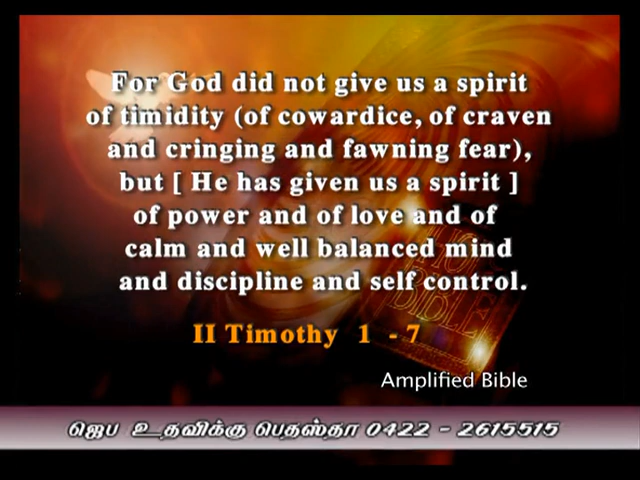 For God did not give us a spirit
of timidity (of cowardice, of craven
and cringing and fawning fear),
but [ He has given us a spirit ]
of power and of love and of
calm and well balanced mind
and discipline and self control.
HOLY
BIBLE
II Timothy 1 - 7
Amplified Bible
ஜெப உதவிக்கு பெதஸ்தா 0422 - 2615515